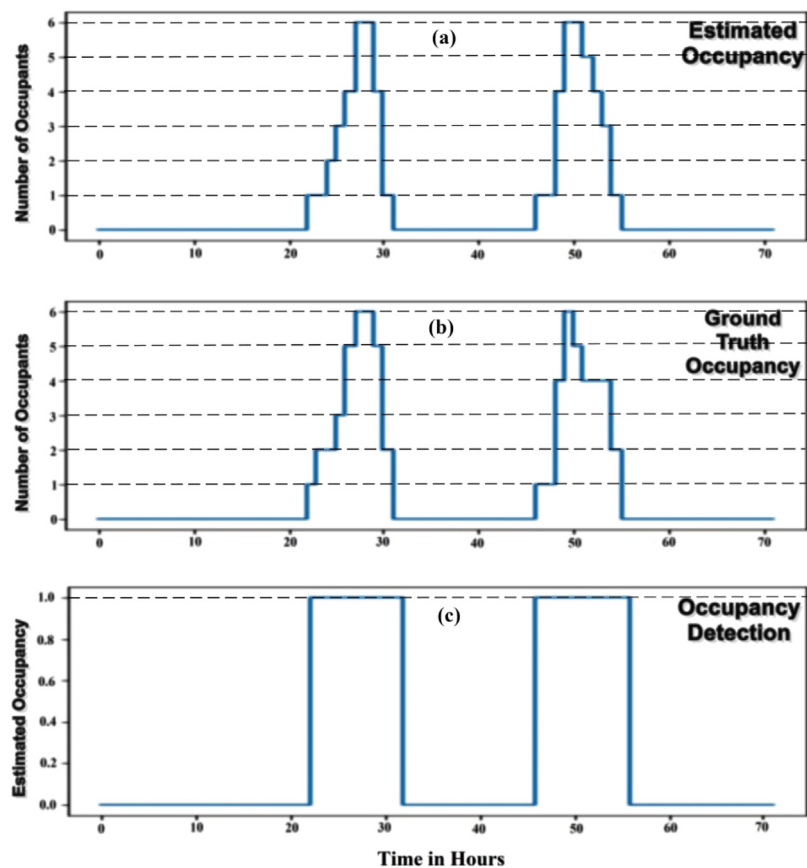 (a)
Estimated
Occupancy
Number of Occupants
6
5
4
3
2
1
0
0 10 20 30 40 50 60 70
(b)
Ground
Truth
Occupancy
Number of Occupants
6
5
4
3
2
1
0
0 10 20 30 40 50 60 70
(c)
Occupancy
Detection
Estimated Occupancy
1.0
0.8
0.6
0.4
0.2
0.0
0 10 20 30 40 50 60 70
Time in Hours